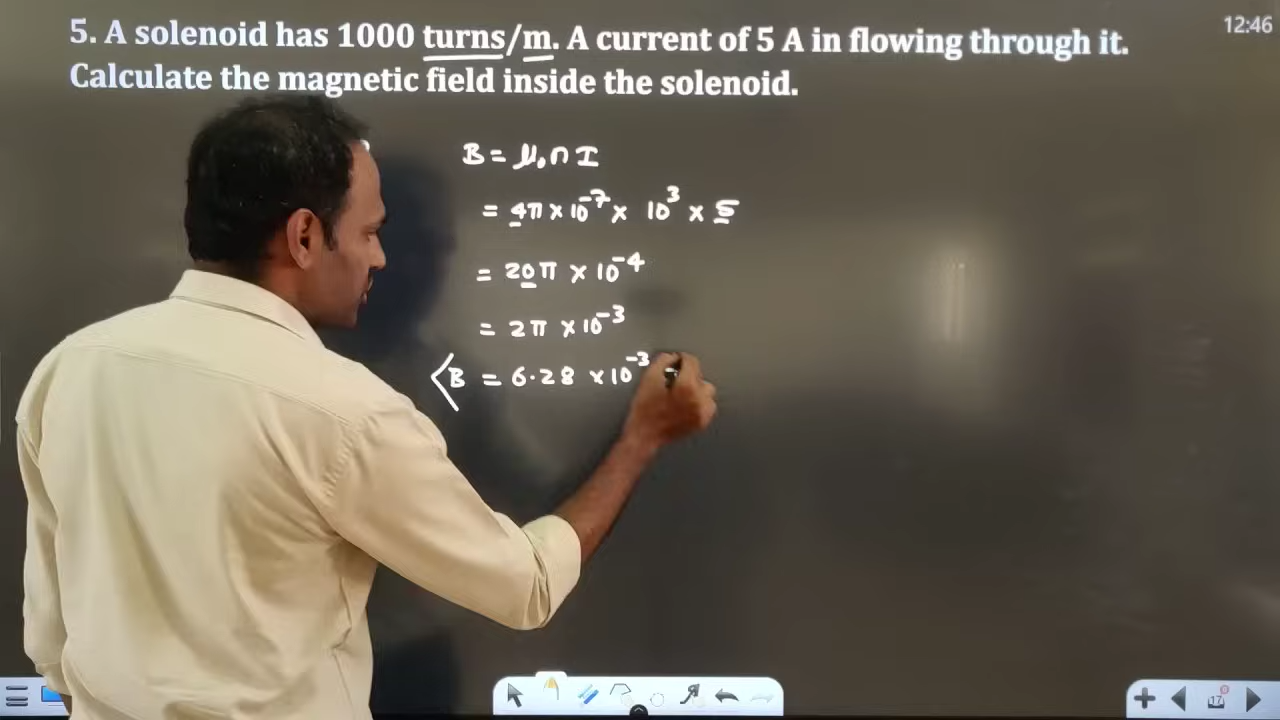 5. A solenoid has 1000 turns/m. A current of 5 A in flowing through it.
Calculate the magnetic field inside the solenoid.
12:46
B = μ₀nI
= 4π × 10⁻⁷ × 10³ × 5
= 20π × 10⁻⁴
= 2π × 10⁻³
B = 6.28 × 10⁻³
17